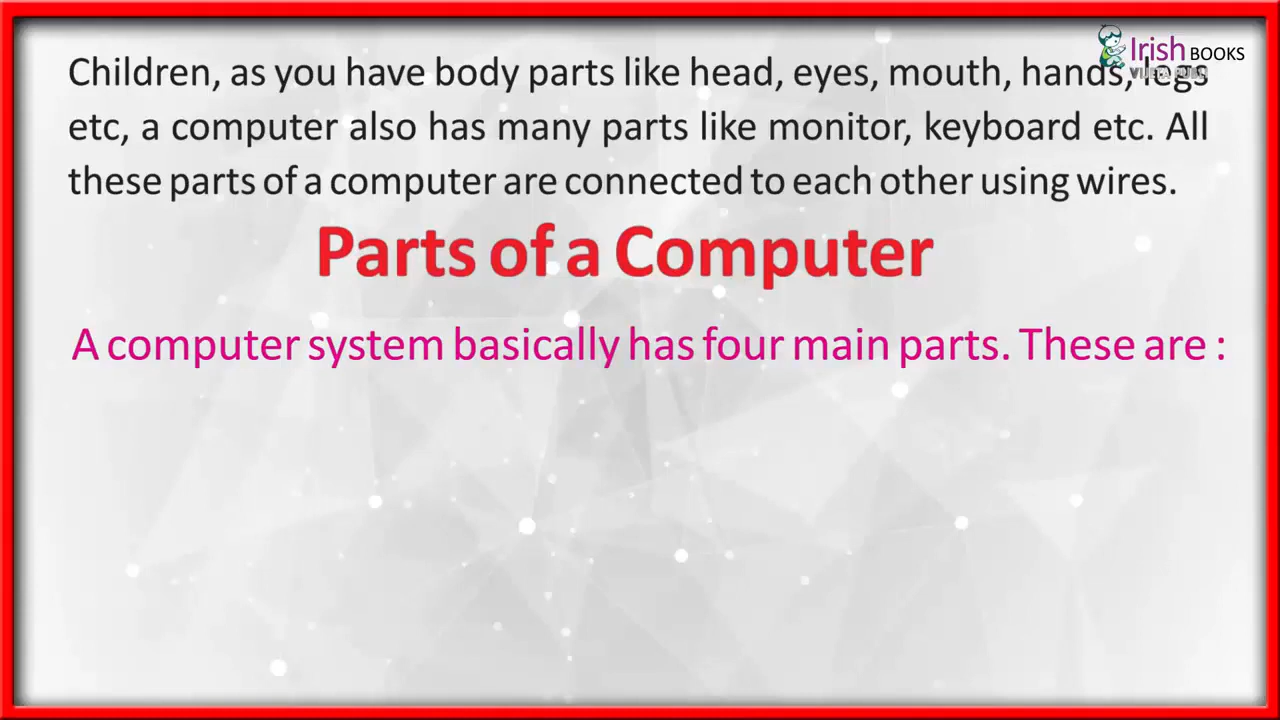 Irish BOOKS
Children, as you have body parts like head, eyes, mouth, hands, legs
etc, a computer also has many parts like monitor, keyboard etc. All
these parts of a computer are connected to each other using wires.
Parts of a Computer
A computer system basically has four main parts. These are :